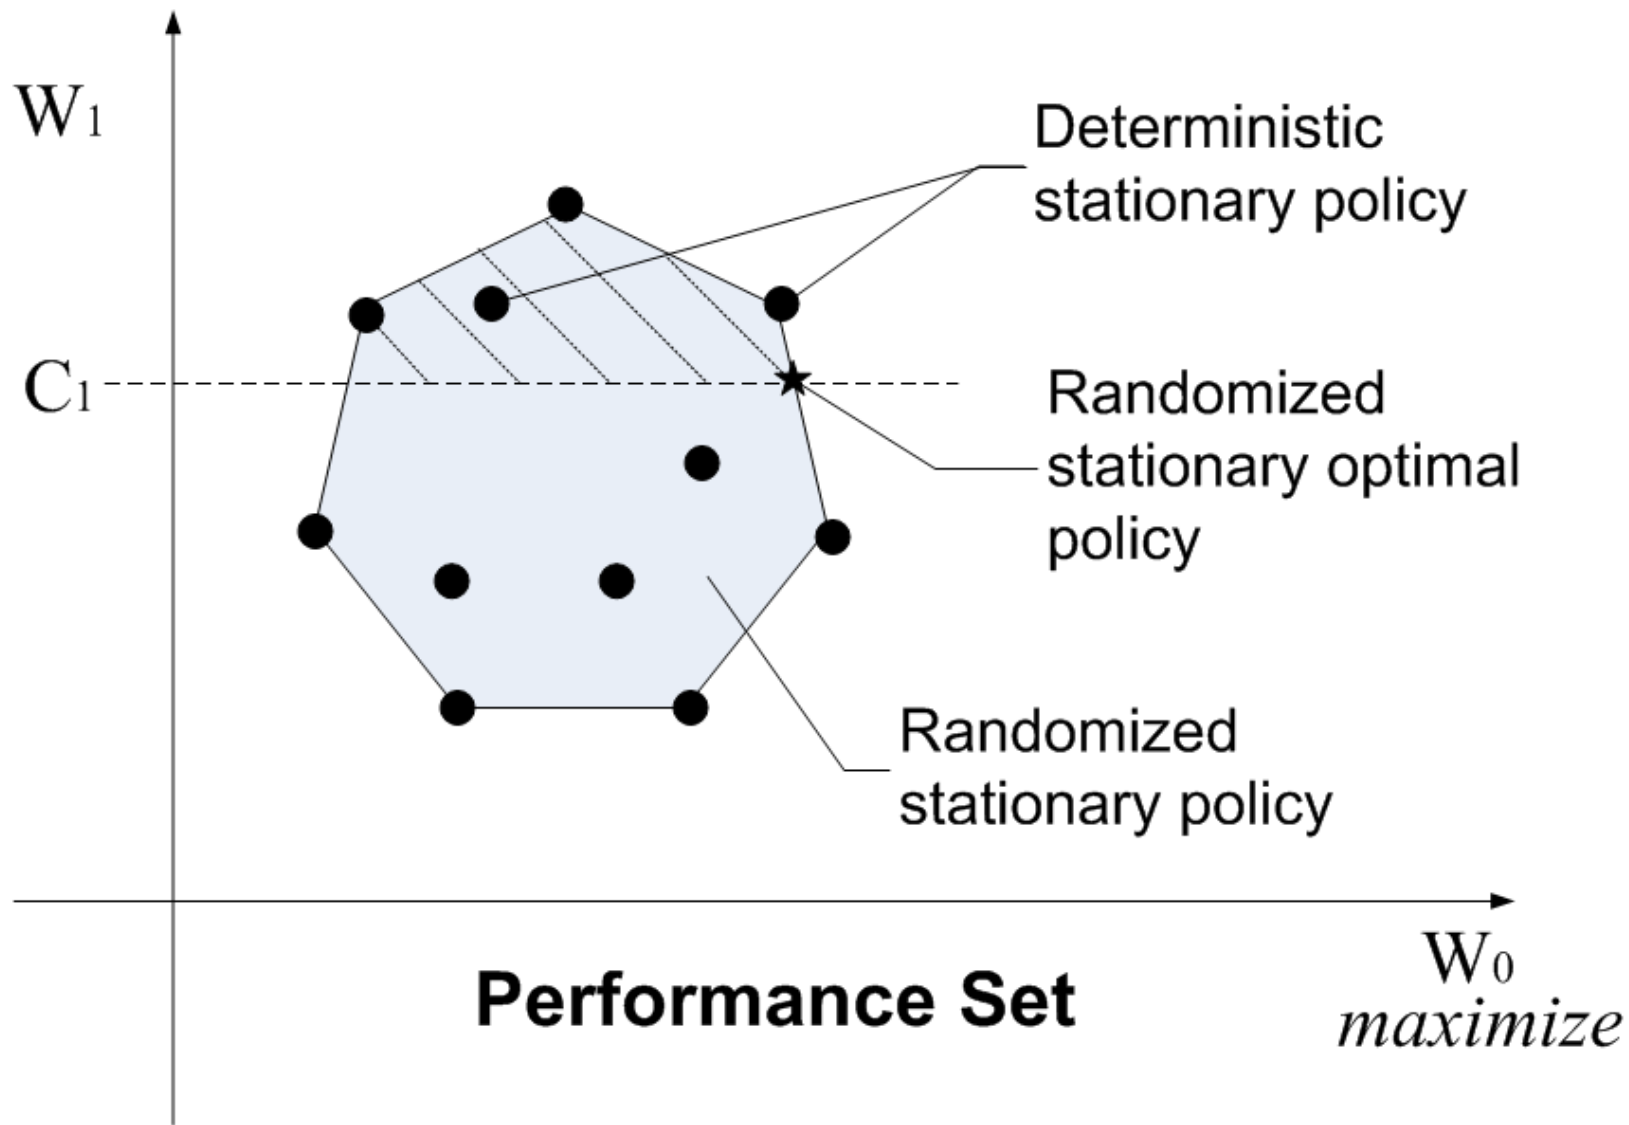 W₁
Deterministic
stationary policy
C₁
Randomized
stationary optimal
policy
Randomized
stationary policy
W₀
maximize
Performance Set